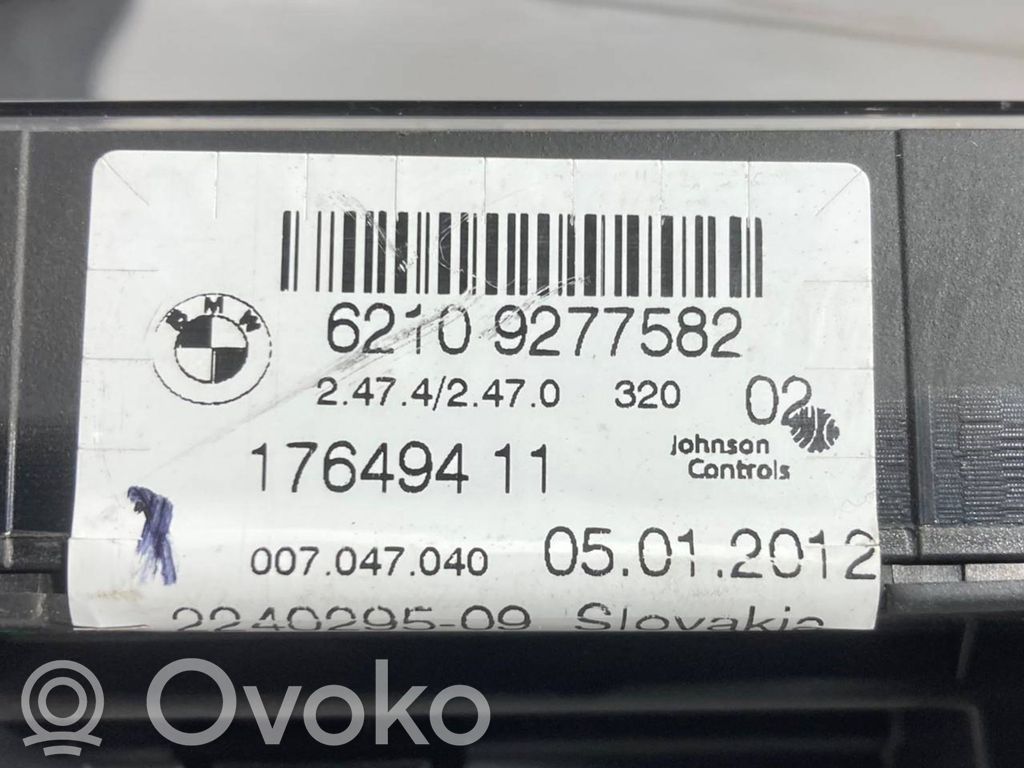 BMW
6210 9277582
2.47.4/2.47.0 320 02
176494 11
Johnson
Controls
007.047.040 05.01.2012
2240295-09 Slovakia
Ovoko